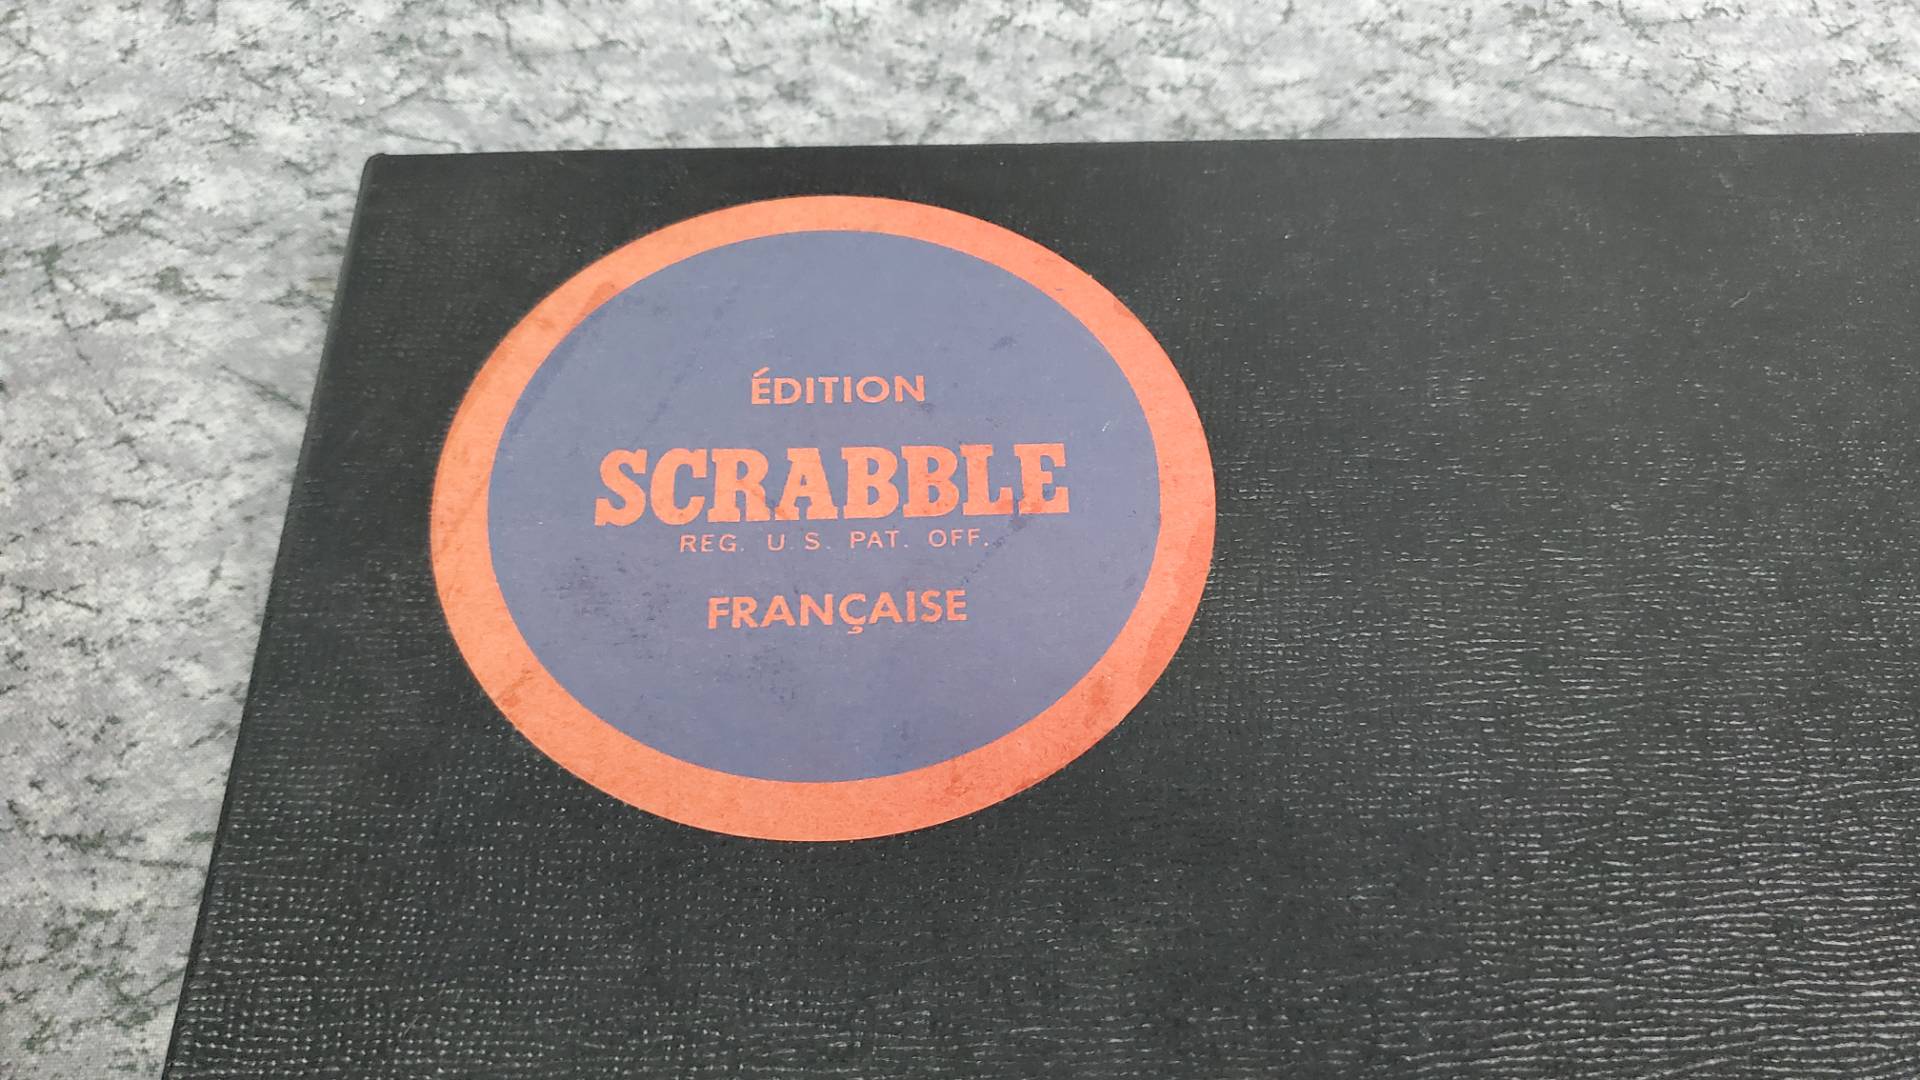 ÉDITION
SCRABBLE
REG. U.S. PAT. OFF.
FRANÇAISE